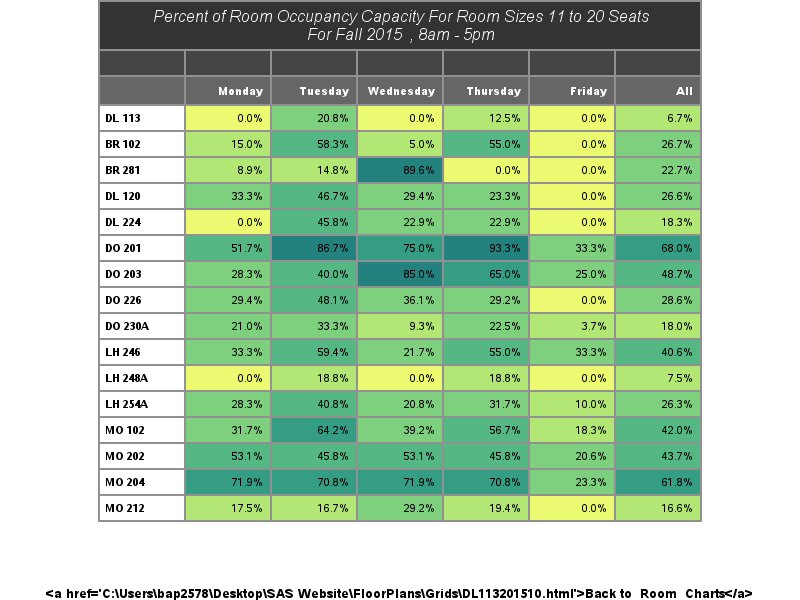 Percent of Room Occupancy Capacity For Room Sizes 11 to 20 Seats
For Fall 2015 , 8am - 5pm
Monday Tuesday Wednesday Thursday Friday All
DL 113 0.0% 20.8% 0.0% 12.5% 0.0% 6.7%
BR 102 15.0% 58.3% 5.0% 55.0% 0.0% 26.7%
BR 281 8.9% 14.8% 89.6% 0.0% 0.0% 22.7%
DL 120 33.3% 46.7% 29.4% 23.3% 0.0% 26.6%
DL 224 0.0% 45.8% 22.9% 22.9% 0.0% 18.3%
DO 201 51.7% 86.7% 75.0% 93.3% 33.3% 68.0%
DO 203 28.3% 40.0% 85.0% 65.0% 25.0% 48.7%
DO 226 29.4% 48.1% 36.1% 29.2% 0.0% 28.6%
DO 230A 21.0% 33.3% 9.3% 22.5% 3.7% 18.0%
LH 246 33.3% 59.4% 21.7% 55.0% 33.3% 40.6%
LH 248A 0.0% 18.8% 0.0% 18.8% 0.0% 7.5%
LH 254A 28.3% 40.8% 20.8% 31.7% 10.0% 26.3%
MO 102 31.7% 64.2% 39.2% 56.7% 18.3% 42.0%
MO 202 53.1% 45.8% 53.1% 45.8% 20.6% 43.7%
MO 204 71.9% 70.8% 71.9% 70.8% 23.3% 61.8%
MO 212 17.5% 16.7% 29.2% 19.4% 0.0% 16.6%
<a href='C:\Users\bap2578\Desktop\SAS Website\FloorPlans\Grids\DL113201510.html'>Back to Room Charts</a>